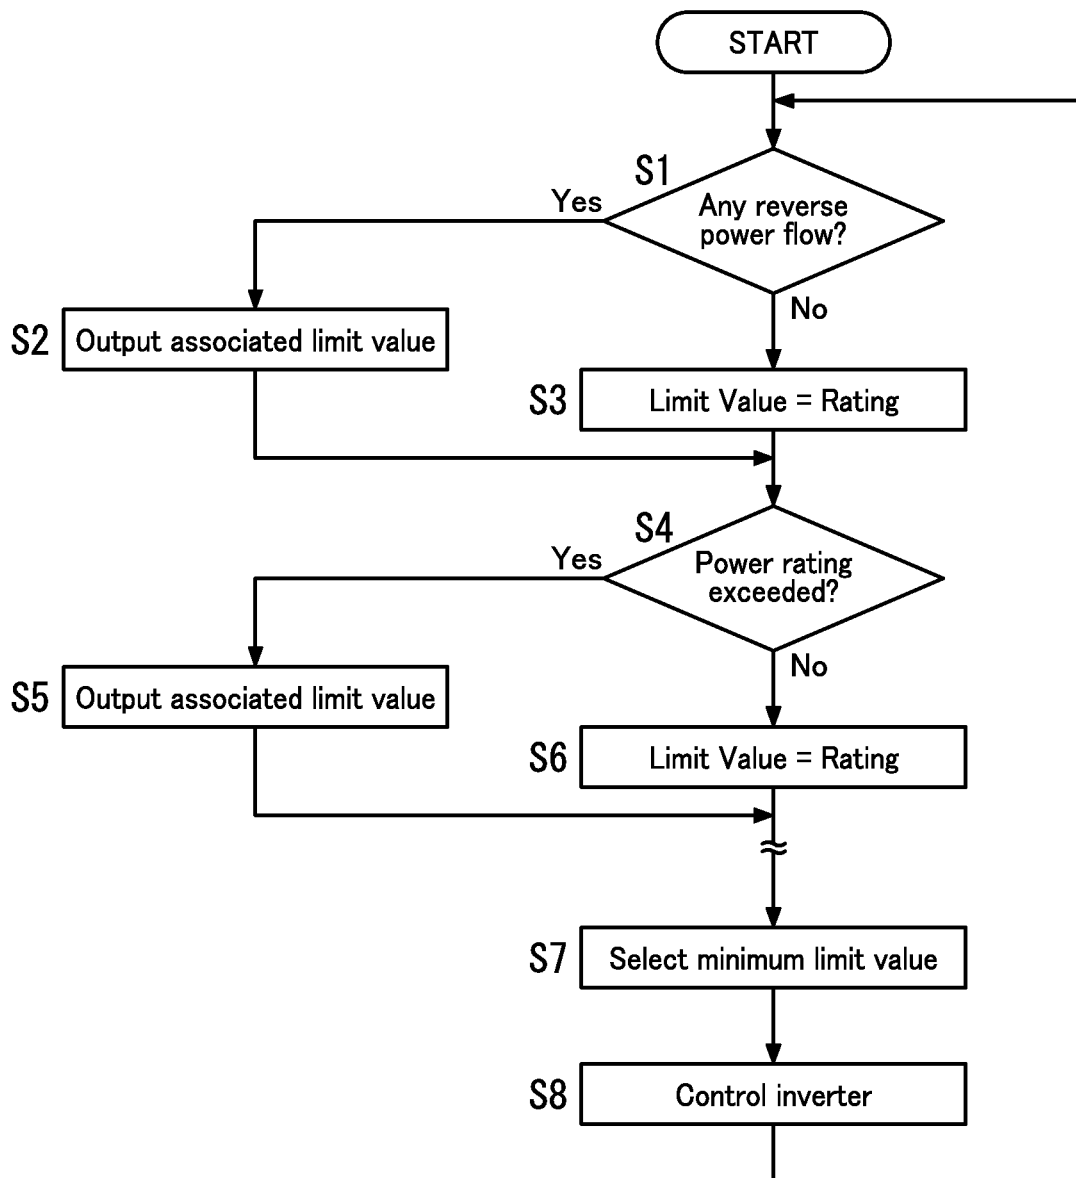 START
S1
Yes
Any reverse
power flow?
No
S2
Output associated limit value
S3
Limit Value = Rating
S4
Yes
Power rating
exceeded?
No
S5
Output associated limit value
S6
Limit Value = Rating
S7
Select minimum limit value
S8
Control inverter